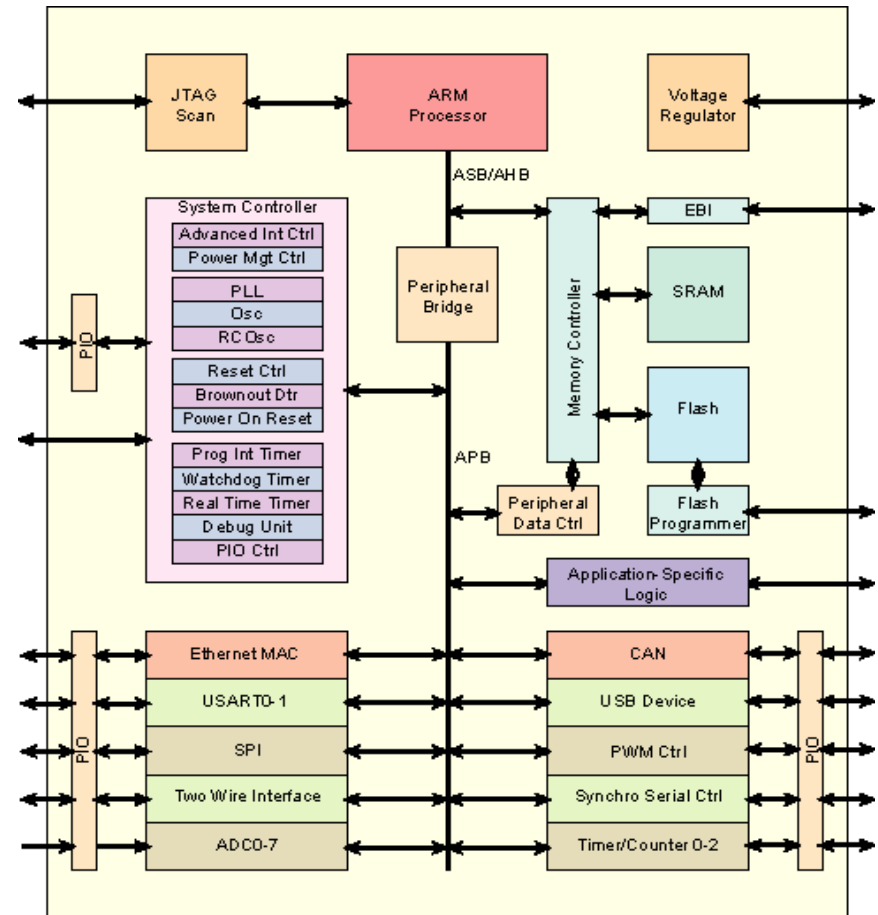 JTAG
Scan
ARM
Processor
Voltage
Regulator
ASB/AHB
System Controller
Advanced Int Ctrl
Power Mgt Ctrl
PLL
Osc
RC Osc
Reset Ctrl
Brownout Dtr
Power On Reset
Prog Int Timer
Watchdog Timer
Real Time Timer
Debug Unit
PIO Ctrl
PIO
Peripheral
Bridge
Memory Controller
EBI
SRAM
Flash
APB
Peripheral
Data Ctrl
Flash
Programmer
Application-Specific
Logic
PIO
Ethernet MAC
USART0-1
SPI
Two Wire Interface
ADC0-7
CAN
USB Device
PWM Ctrl
Synchro Serial Ctrl
Timer/Counter 0-2
PIO